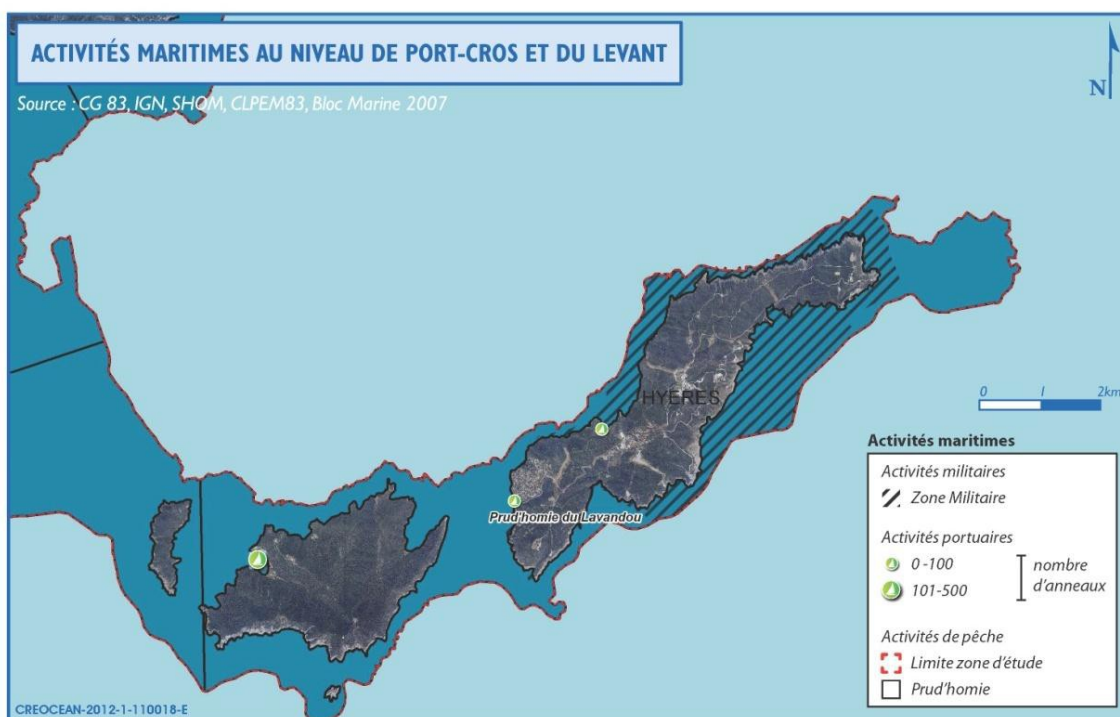 ACTIVITÉS MARITIMES AU NIVEAU DE PORT-CROS ET DU LEVANT
Source : CG 83, IGN, SHOM, CLPEM83, Bloc Marine 2007
N
HYERES
Prud'homie du Lavandou
0 1 2km
Activités maritimes
Activités militaires
Zone Militaire
Activités portuaires
0 -100
101-500
nombre
d'anneaux
Activités de pêche
Limite zone d'étude
Prud'homie
CREOCEAN-2012-1-110018-E